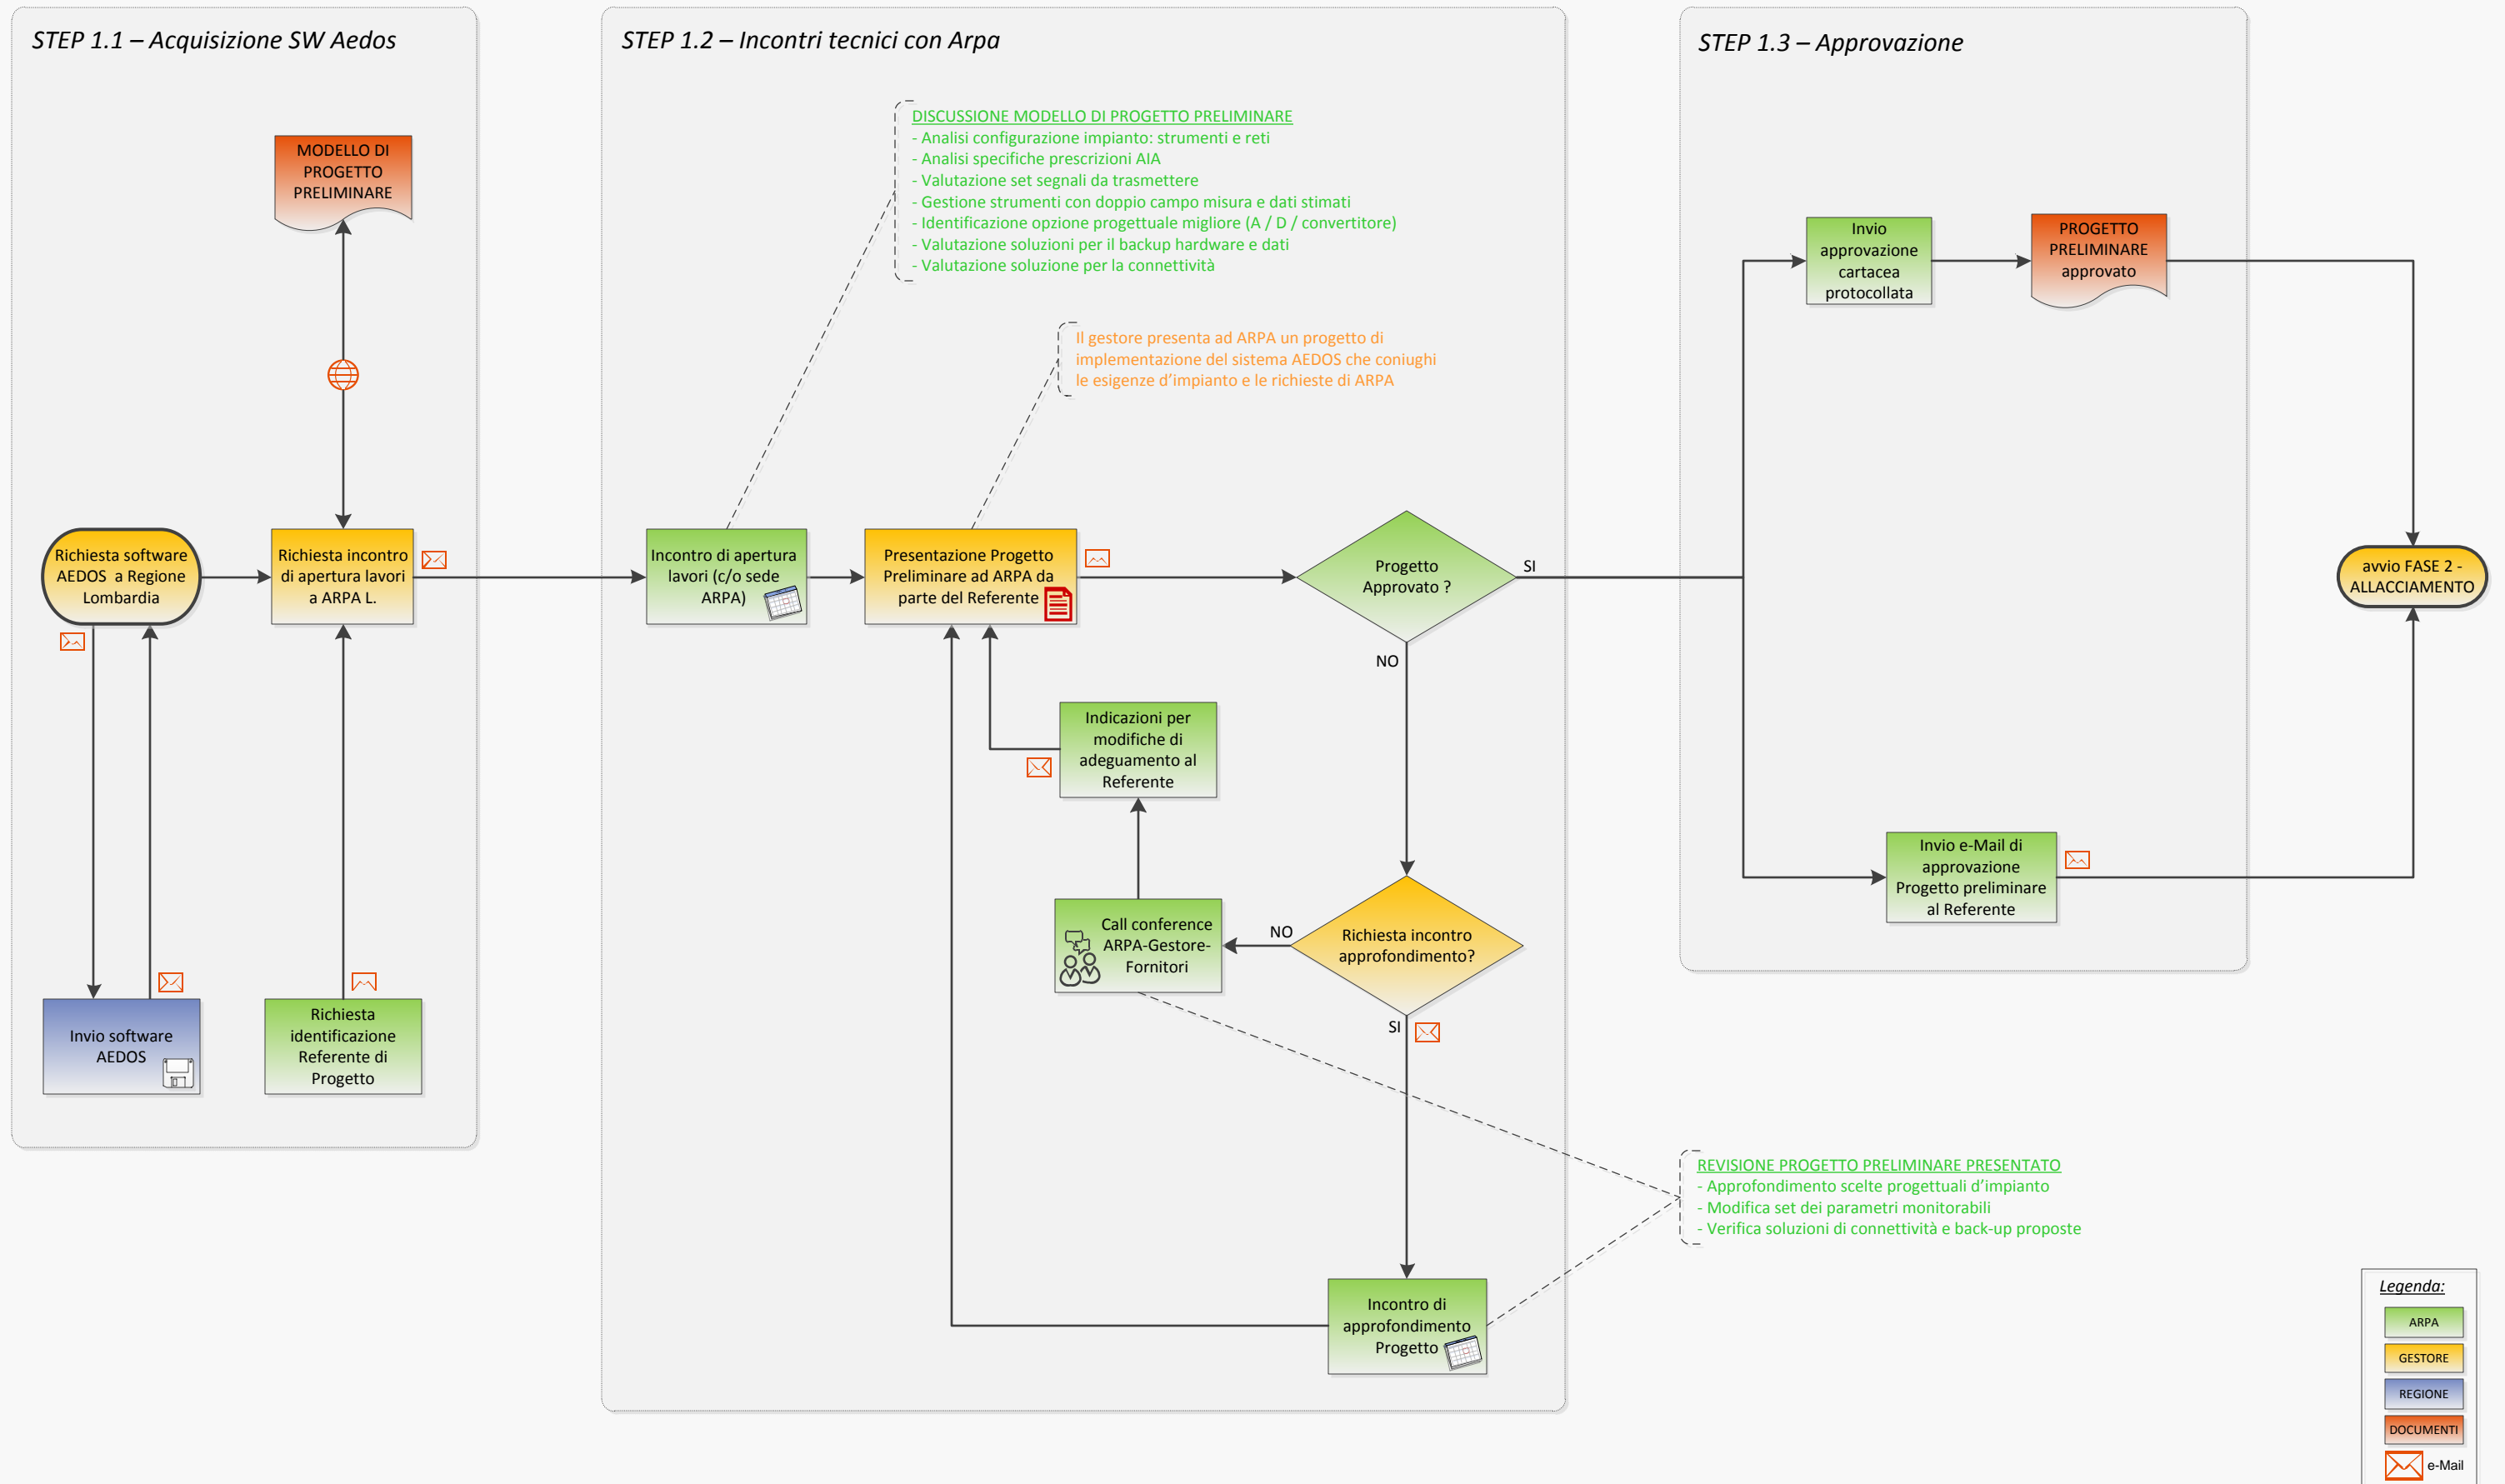 STEP 1.1 – Acquisizione SW Aedos
MODELLO DI
PROGETTO
PRELIMINARE
Richiesta software
AEDOS a Regione
Lombardia
Richiesta incontro
di apertura lavori
a ARPA L.
Invio software
AEDOS
Richiesta
identificazione
Referente di
Progetto
STEP 1.2 – Incontri tecnici con Arpa
DISCUSSIONE MODELLO DI PROGETTO PRELIMINARE
- Analisi configurazione impianto: strumenti e reti
- Analisi specifiche prescrizioni AIA
- Valutazione set segnali da trasmettere
- Gestione strumenti con doppio campo misura e dati stimati
- Identificazione opzione progettuale migliore (A / D / convertitore)
- Valutazione soluzioni per il backup hardware e dati
- Valutazione soluzione per la connettività
Il gestore presenta ad ARPA un progetto di
implementazione del sistema AEDOS che coniughi
le esigenze d’impianto e le richieste di ARPA
Incontro di apertura
lavori (c/o sede
ARPA)
Presentazione Progetto
Preliminare ad ARPA da
parte del Referente
Progetto
Approvato ?
SI
NO
Indicazioni per
modifiche di
adeguamento al
Referente
Call conference
ARPA-Gestore-
Fornitori
NO
Richiesta incontro
approfondimento?
SI
Incontro di
approfondimento
Progetto
STEP 1.3 – Approvazione
Invio
approvazione
cartacea
protocollata
PROGETTO
PRELIMINARE
approvato
avvio FASE 2 -
ALLACCIAMENTO
Invio e-Mail di
approvazione
Progetto preliminare
al Referente
REVISIONE PROGETTO PRELIMINARE PRESENTATO
- Approfondimento scelte progettuali d’impianto
- Modifica set dei parametri monitorabili
- Verifica soluzioni di connettività e back-up proposte
Legenda:
ARPA
GESTORE
REGIONE
DOCUMENTI
e-Mail